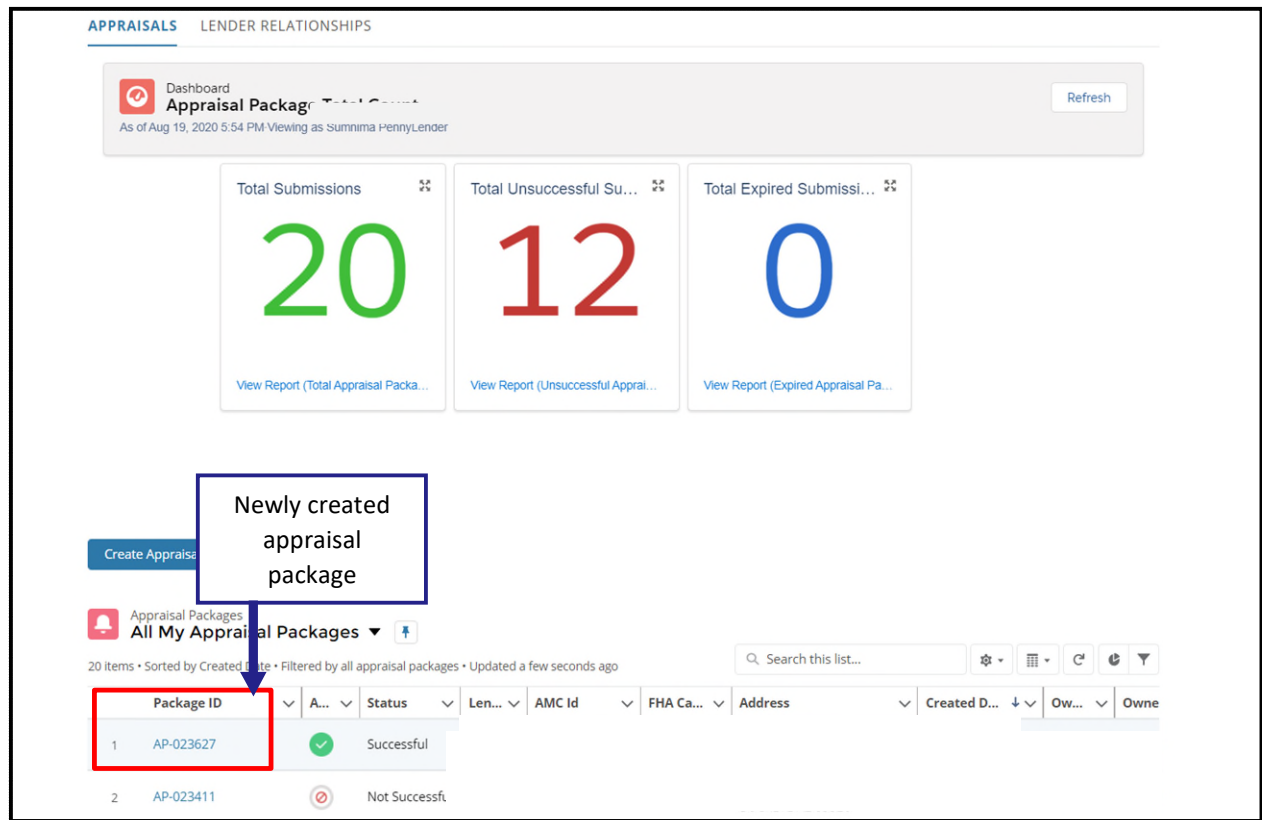 APPRAISALS LENDER RELATIONSHIPS
Dashboard
Appraisal Package
Refresh
As of Aug 19, 2020 5:54 PM·Viewing as Sumnima PennyLender
Total Submissions
Total Unsuccessful Su...
Total Expired Submissi...
20
12
0
View Report (Total Appraisal Packa...
View Report (Unsuccessful Apprai...
View Report (Expired Appraisal Pa...
Newly created
appraisal
package
Create
Appraisal Packages
All My Appraisal Packages
20 items • Sorted by Created Date • Filtered by all appraisal packages • Updated a few seconds ago
Search this list...
Package ID A... Status Len... AMC Id FHA Ca... Address Created D... Ow... Owne
1 AP-023627 Successful
2 AP-023411 Not